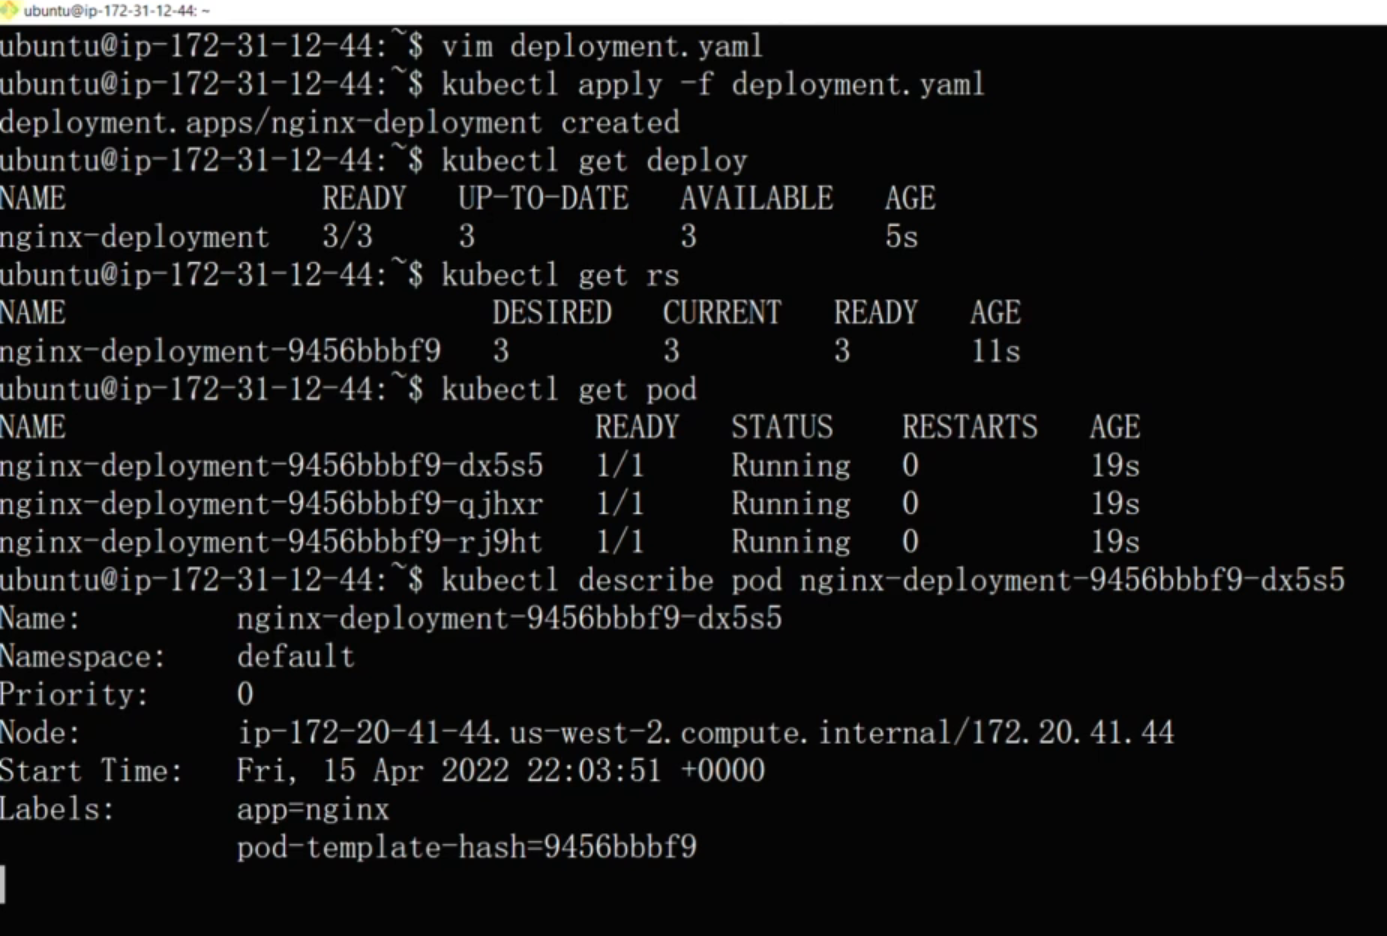 ubuntu@ip-172-31-12-44: ~
ubuntu@ip-172-31-12-44:~$ vim deployment.yaml
ubuntu@ip-172-31-12-44:~$ kubectl apply -f deployment.yaml
deployment.apps/nginx-deployment created
ubuntu@ip-172-31-12-44:~$ kubectl get deploy
NAME               READY   UP-TO-DATE   AVAILABLE   AGE
nginx-deployment   3/3     3            3           5s
ubuntu@ip-172-31-12-44:~$ kubectl get rs
NAME                         DESIRED   CURRENT   READY   AGE
nginx-deployment-9456bbbf9   3         3         3       11s
ubuntu@ip-172-31-12-44:~$ kubectl get pod
NAME                               READY   STATUS    RESTARTS   AGE
nginx-deployment-9456bbbf9-dx5s5   1/1     Running   0          19s
nginx-deployment-9456bbbf9-qjhxr   1/1     Running   0          19s
nginx-deployment-9456bbbf9-rj9ht   1/1     Running   0          19s
ubuntu@ip-172-31-12-44:~$ kubectl describe pod nginx-deployment-9456bbbf9-dx5s5
Name:         nginx-deployment-9456bbbf9-dx5s5
Namespace:    default
Priority:     0
Node:         ip-172-20-41-44.us-west-2.compute.internal/172.20.41.44
Start Time:   Fri, 15 Apr 2022 22:03:51 +0000
Labels:       app=nginx
              pod-template-hash=9456bbbf9